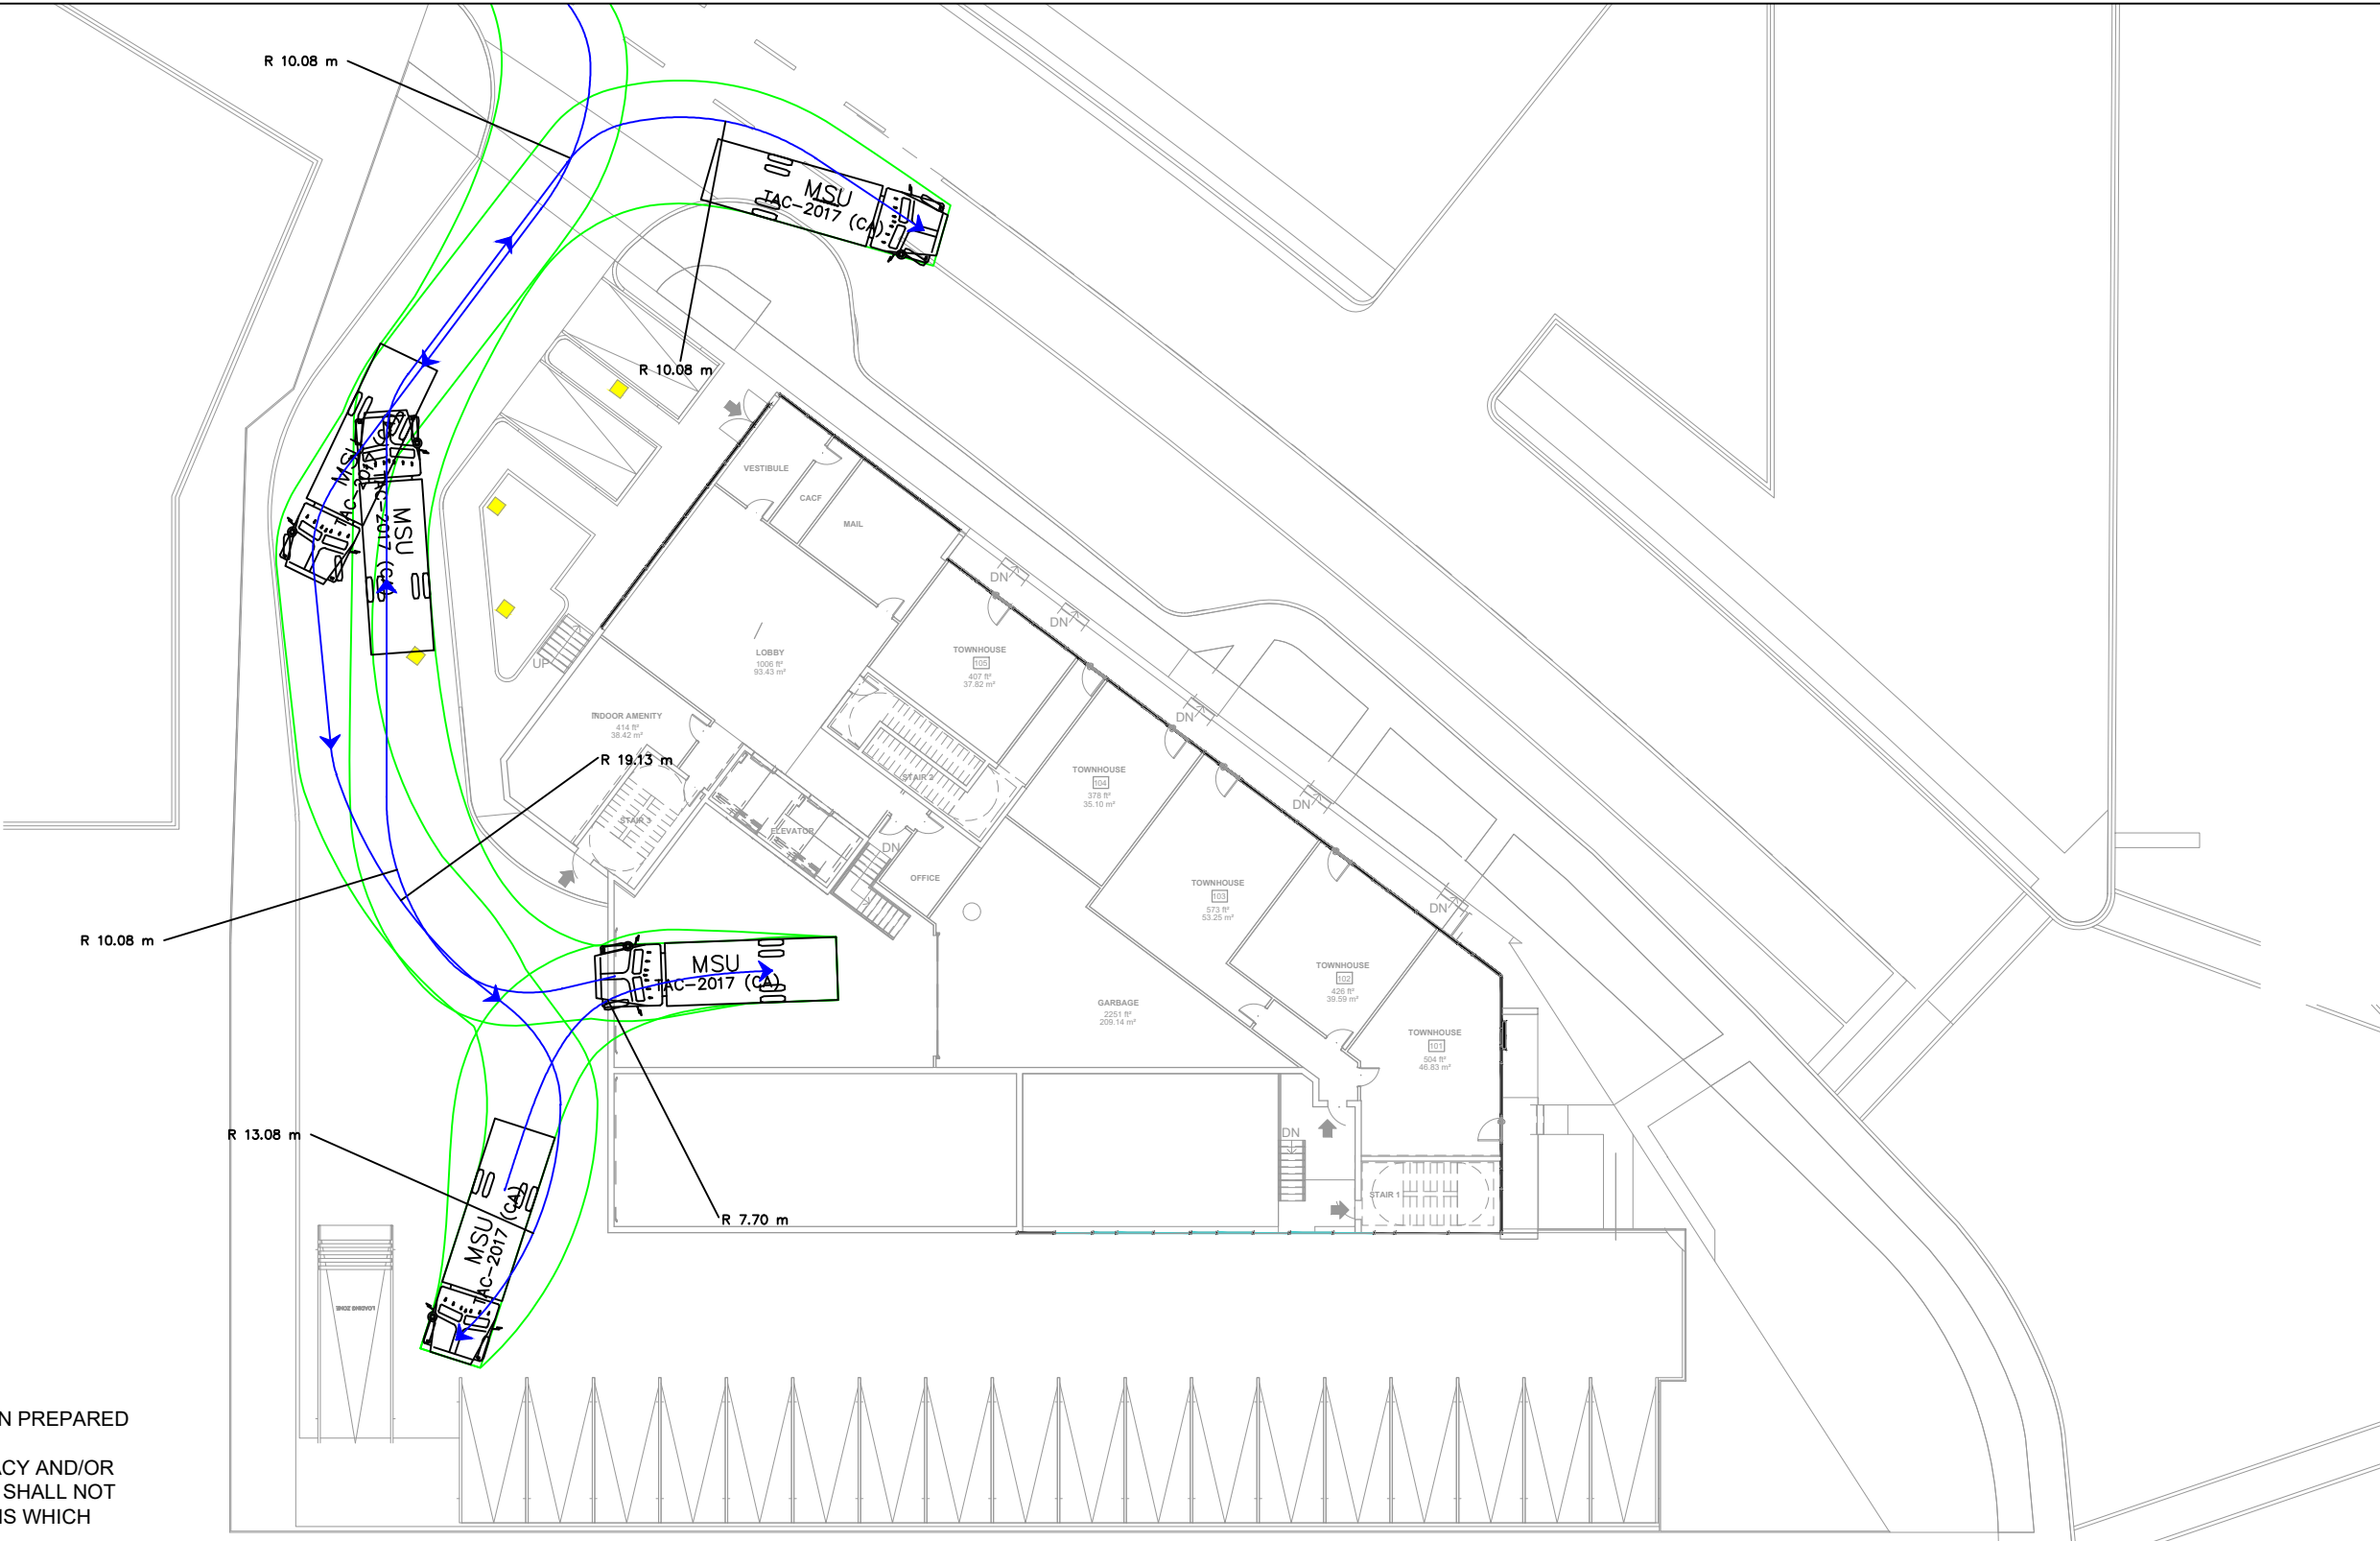 R 10.08 m
MSU
TAC-2017 (CA)
R 10.08 m
MSU
MSU
TAC-2017 (CA)
VESTIBULE
CACF
MAIL
DN
DN
UP
LOBBY
1006 ft²
93.43 m²
TOWNHOUSE
105
407 ft²
37.82 m²
DN
INDOOR AMENITY
414 ft²
38.42 m²
R 19.13 m
STAIR 2
TOWNHOUSE
104
378 ft²
35.10 m²
DN
STAIR 3
ELEVATOR
DN
OFFICE
TOWNHOUSE
103
573 ft²
53.25 m²
DN
R 10.08 m
MSU
TAC-2017 (CA)
TOWNHOUSE
102
426 ft²
39.59 m²
GARBAGE
2251 ft²
209.14 m²
TOWNHOUSE
101
504 ft²
46.83 m²
R 13.08 m
DN
MSU
TAC-2017 (CA)
STAIR 1
R 7.70 m
LOADING ZONE
N PREPARED
ACY AND/OR
SHALL NOT
NS WHICH